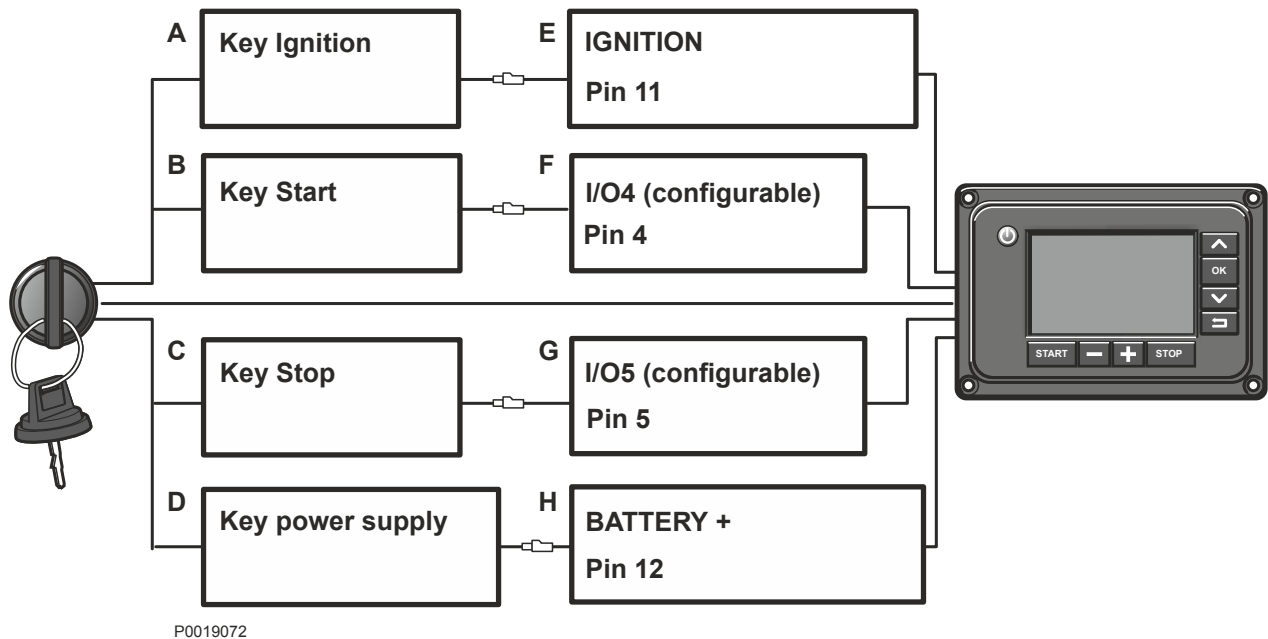 A
Key Ignition
E
IGNITION
Pin 11
B
Key Start
F
I/O4 (configurable)
Pin 4
OK
START
STOP
C
Key Stop
G
I/O5 (configurable)
Pin 5
D
Key power supply
H
BATTERY +
Pin 12
P0019072